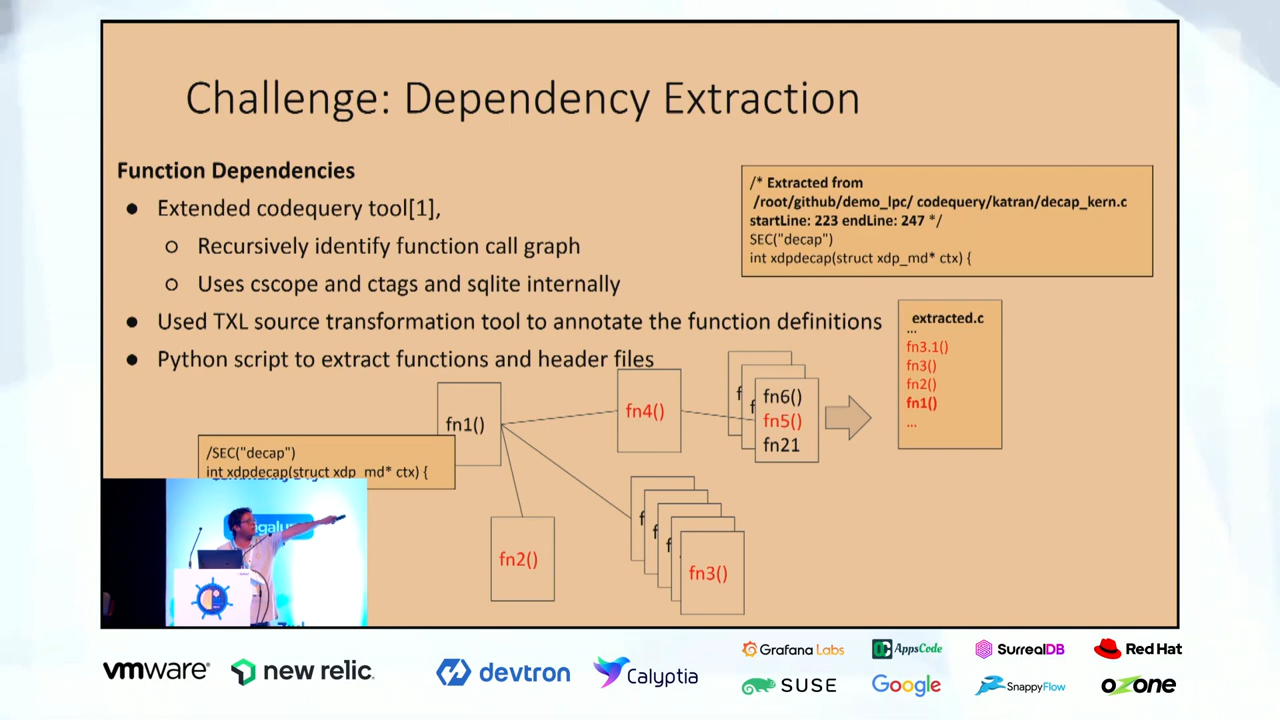 Challenge: Dependency Extraction
Function Dependencies
● Extended codequery tool[1],
○ Recursively identify function call graph
○ Uses cscope and ctags and sqlite internally
● Used TXL source transformation tool to annotate the function definitions
● Python script to extract functions and header files
/* Extracted from
/root/github/demo_lpc/ codequery/katran/decap_kern.c
startLine: 223 endLine: 247 */
SEC("decap")
int xdpdecap(struct xdp_md* ctx) {
extracted.c
...
fn3.1()
fn3()
fn2()
fn1()
...
fn1()
fn4()
f
f
fn6()
fn5()
fn21
/SEC("decap")
int xdpdecap(struct xdp_md* ctx) {
fn2()
f
f
f
fn3()
vmware®
new relic.
devtron
Calyptia
Grafana Labs
AppsCode
SurrealDB
Red Hat
SUSE
Google
SnappyFlow
OZONE